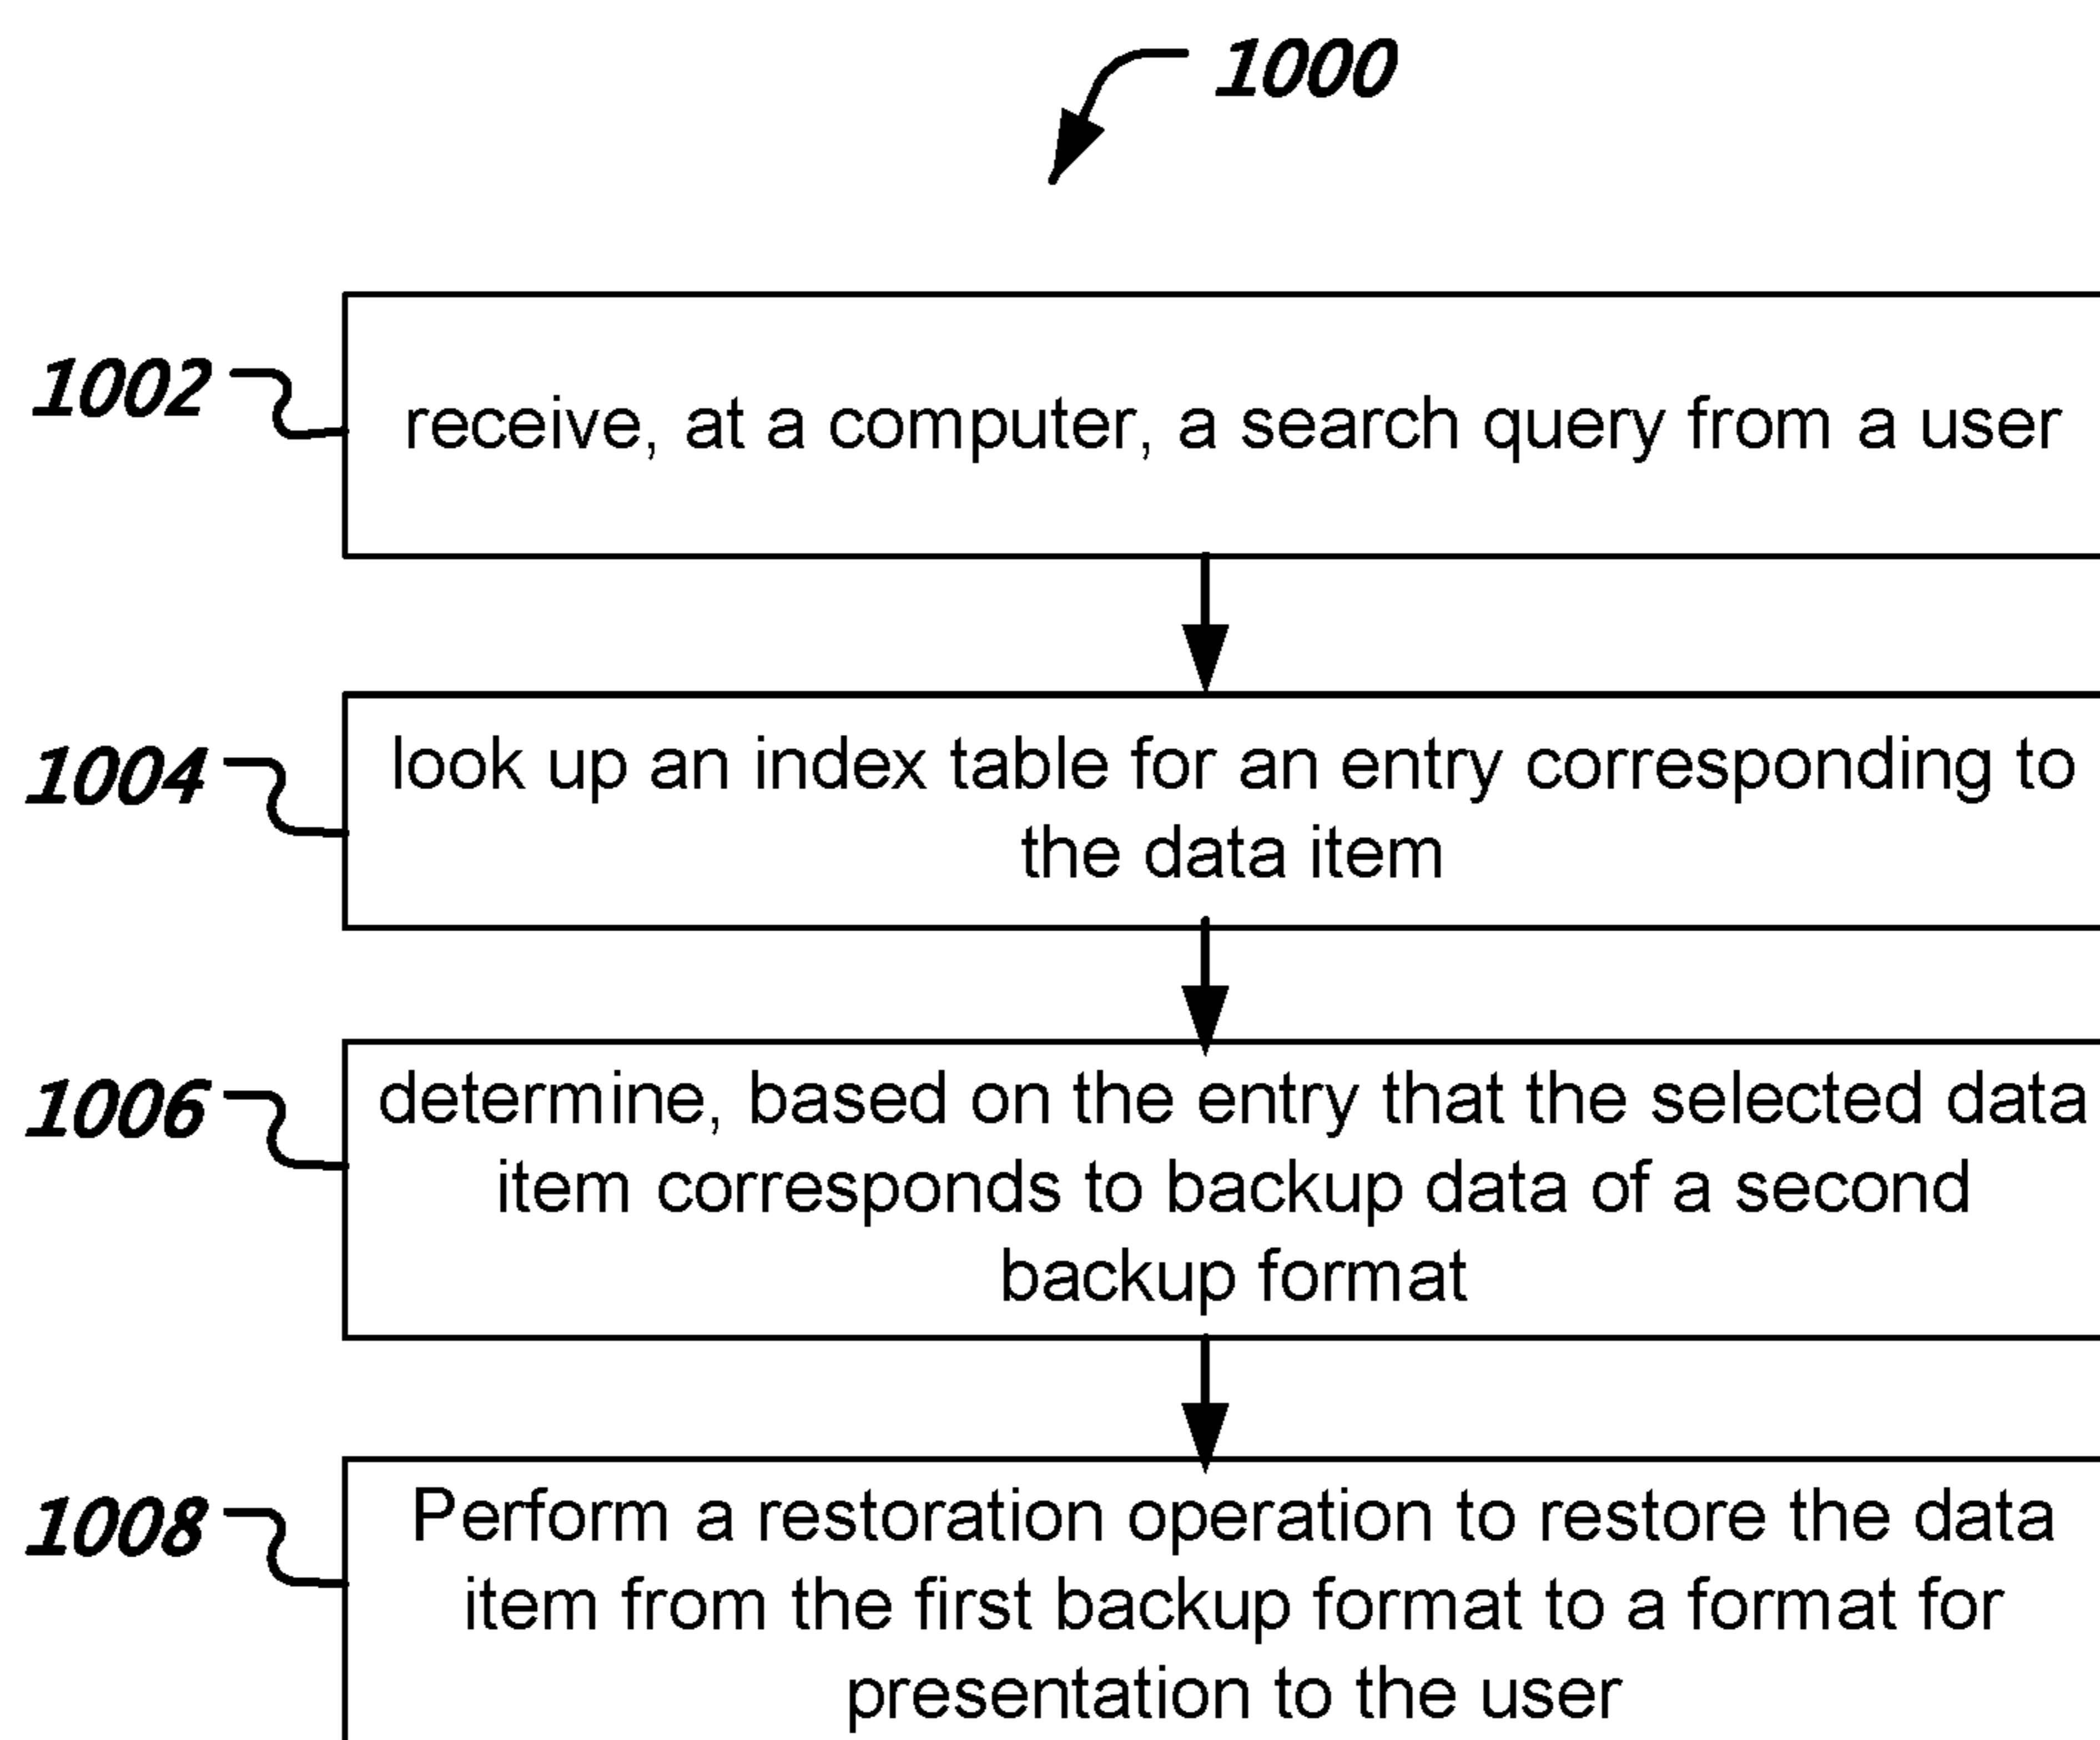 1000
1002
receive, at a computer, a search query from a user
1004
look up an index table for an entry corresponding to
the data item
1006
determine, based on the entry that the selected data
item corresponds to backup data of a second
backup format
1008
Perform a restoration operation to restore the data
item from the first backup format to a format for
presentation to the user